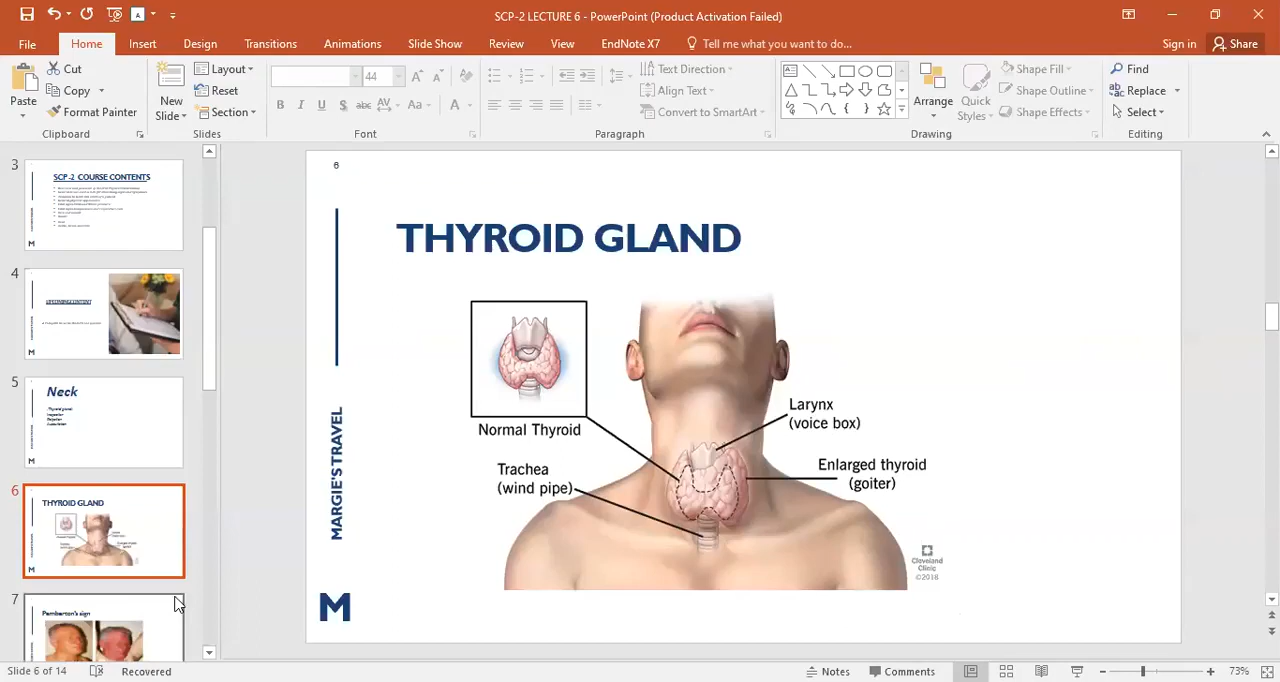 SCP-2 LECTURE 6 - PowerPoint (Product Activation Failed)
File Home Insert Design Transitions Animations Slide Show Review View EndNote X7 Tell me what you want to do... Sign in Share
Cut
Copy
Format Painter
Paste
Clipboard
New
Slide
Layout
Reset
Section
Slides
44
B I U S abc AV Aa A
Font
Text Direction
Align Text
Convert to SmartArt
Paragraph
Arrange
Quick
Styles
Shape Fill
Shape Outline
Shape Effects
Drawing
Find
Replace
Select
Editing
3
SCP-2 COURSE CONTENTS
M
4
M
5
Neck
M
6
THYROID GLAND
M
7
Pemberton's sign
6
THYROID GLAND
MARGIE'S TRAVEL
M
Normal Thyroid
Trachea
(wind pipe)
Larynx
(voice box)
Enlarged thyroid
(goiter)
Cleveland
Clinic
©2018
Slide 6 of 14 Recovered Notes Comments 73%